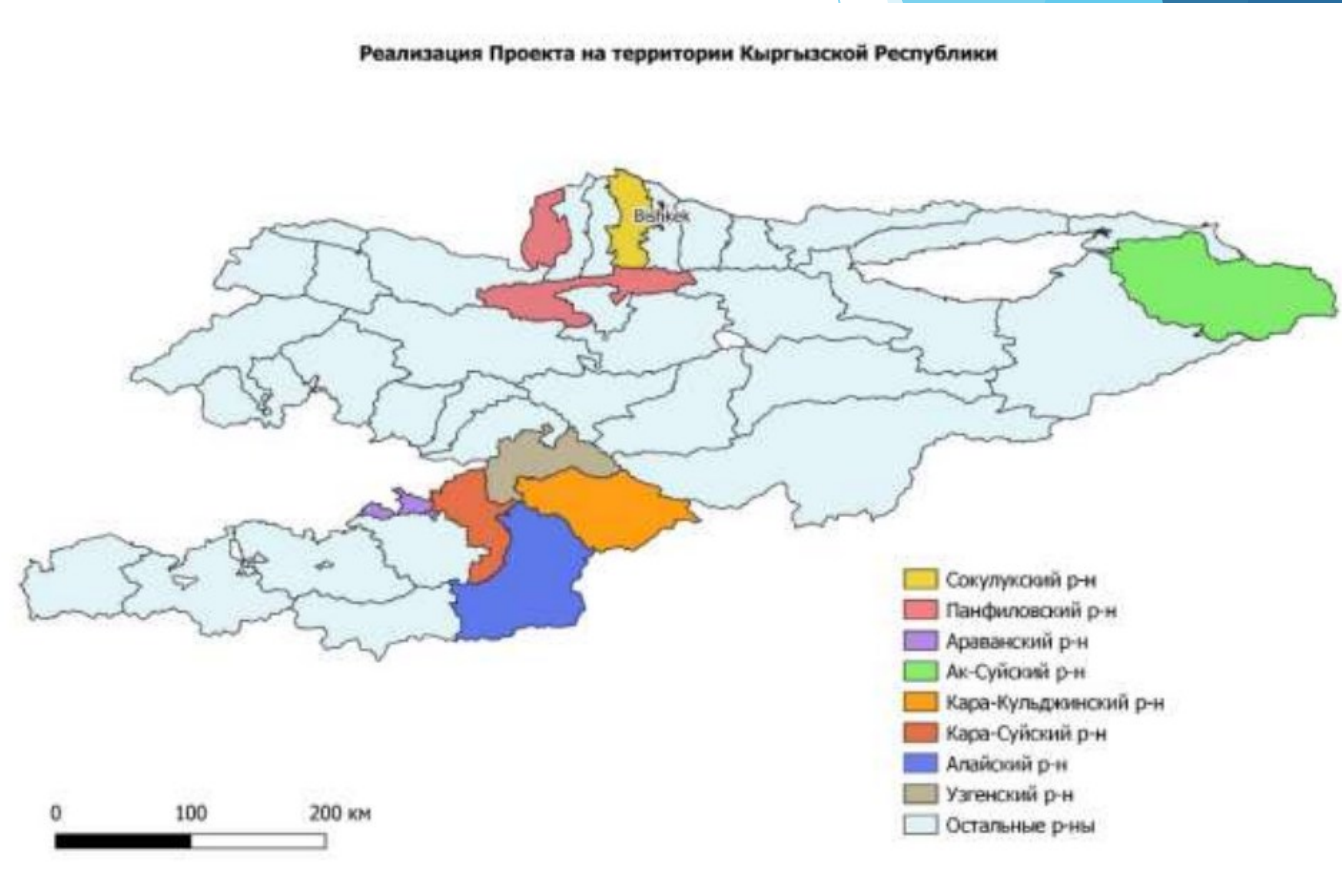 Реализация Проекта на территории Кыргызской Республики
Bishkek
Сокулукский р-н
Панфиловский р-н
Араванский р-н
Ак-Суйский р-н
Кара-Кульджинский р-н
Кара-Суйский р-н
Алайский р-н
Узгенский р-н
Остальные р-ны
0 100 200 км